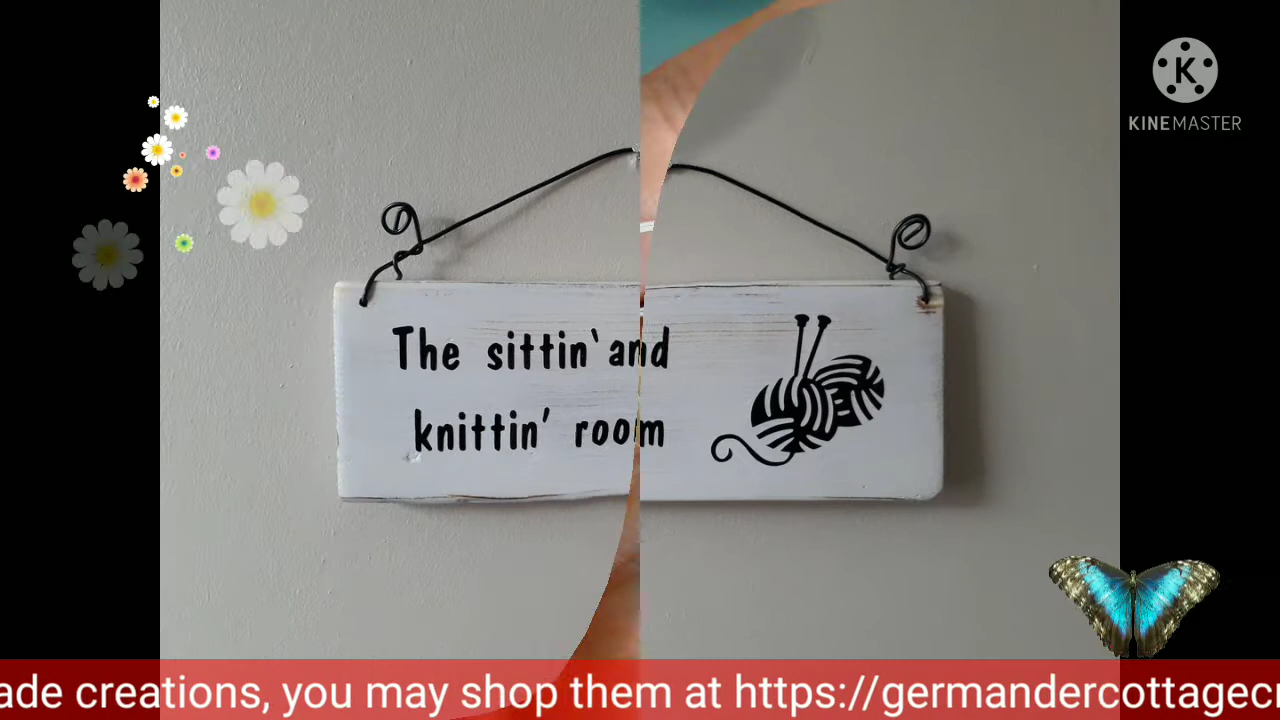 K
KINEMASTER
The sittin' and
knittin' room
ade creations, you may shop them at https://germandercottagecr